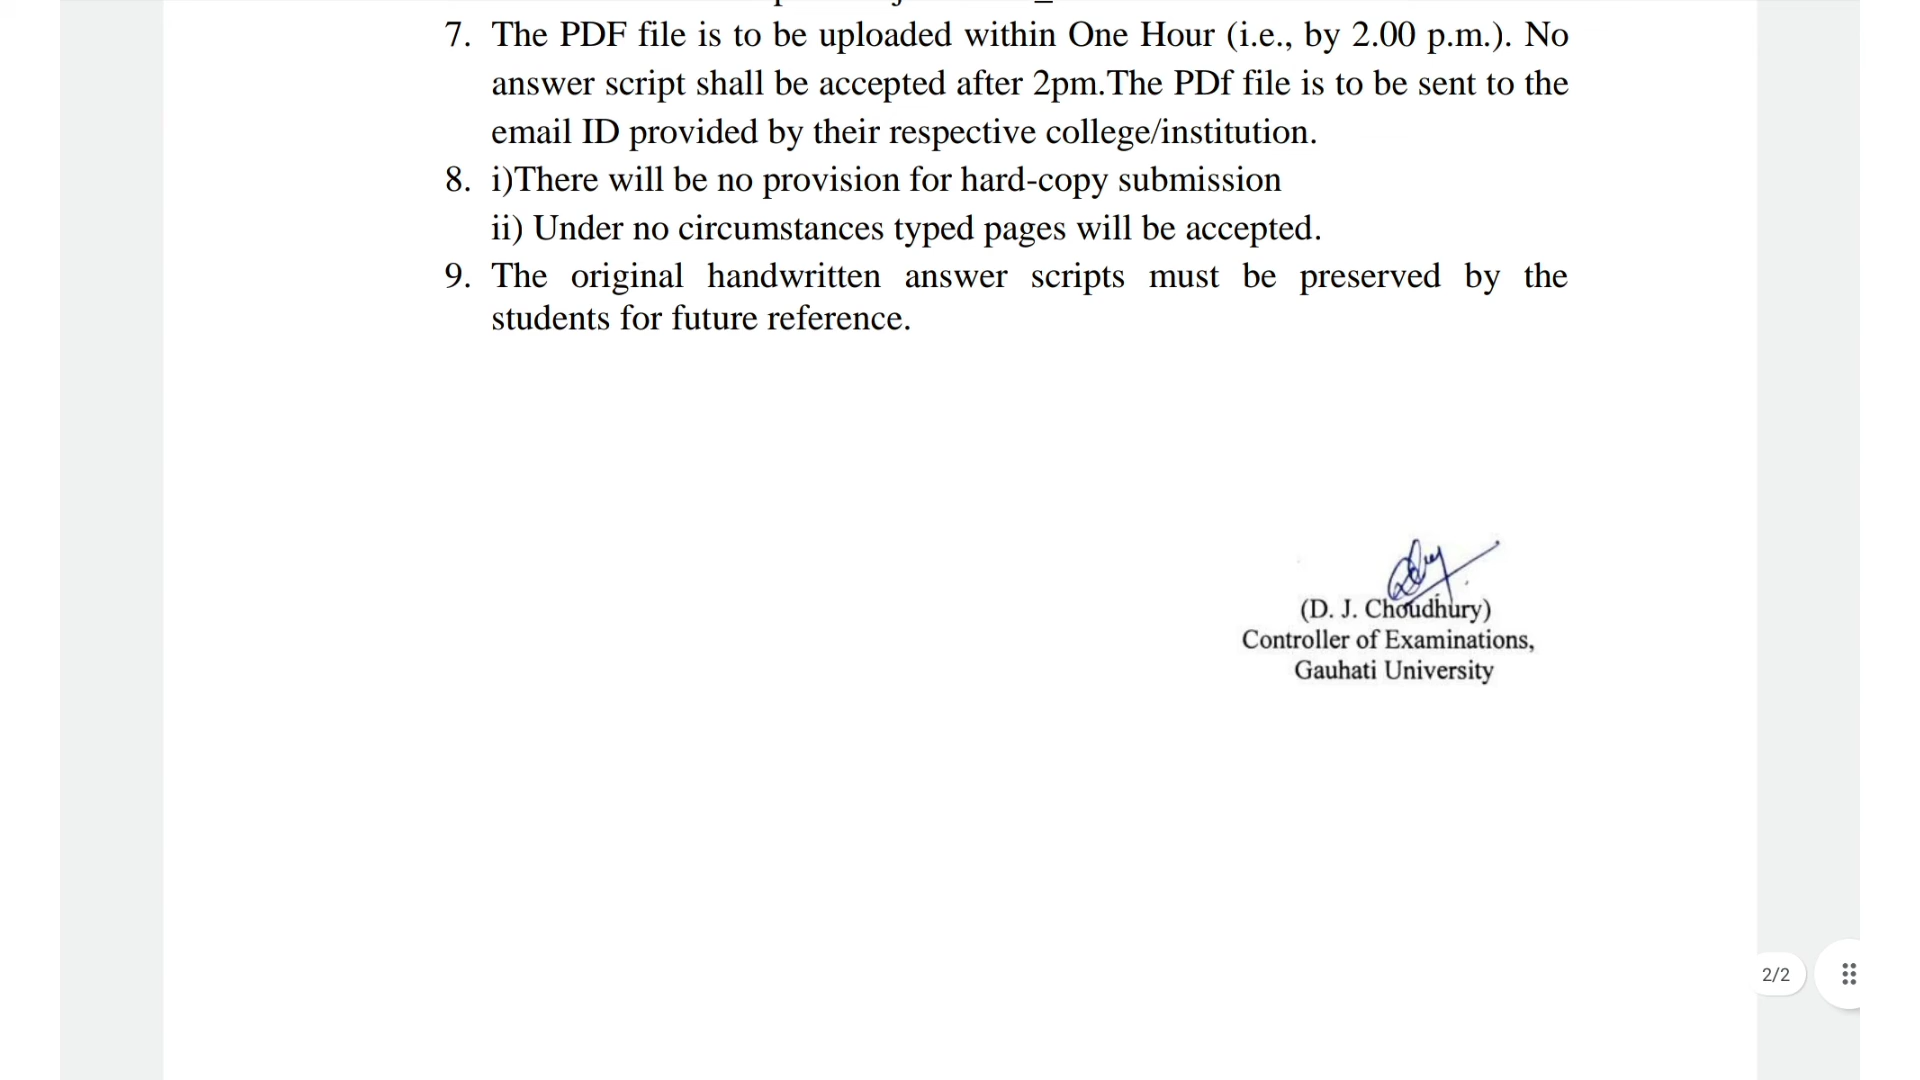 7. The PDF file is to be uploaded within One Hour (i.e., by 2.00 p.m.). No
answer script shall be accepted after 2pm.The PDf file is to be sent to the
email ID provided by their respective college/institution.
8. i)There will be no provision for hard-copy submission
ii) Under no circumstances typed pages will be accepted.
9. The original handwritten answer scripts must be preserved by the
students for future reference.
(D. J. Choudhury)
Controller of Examinations,
Gauhati University
2/2